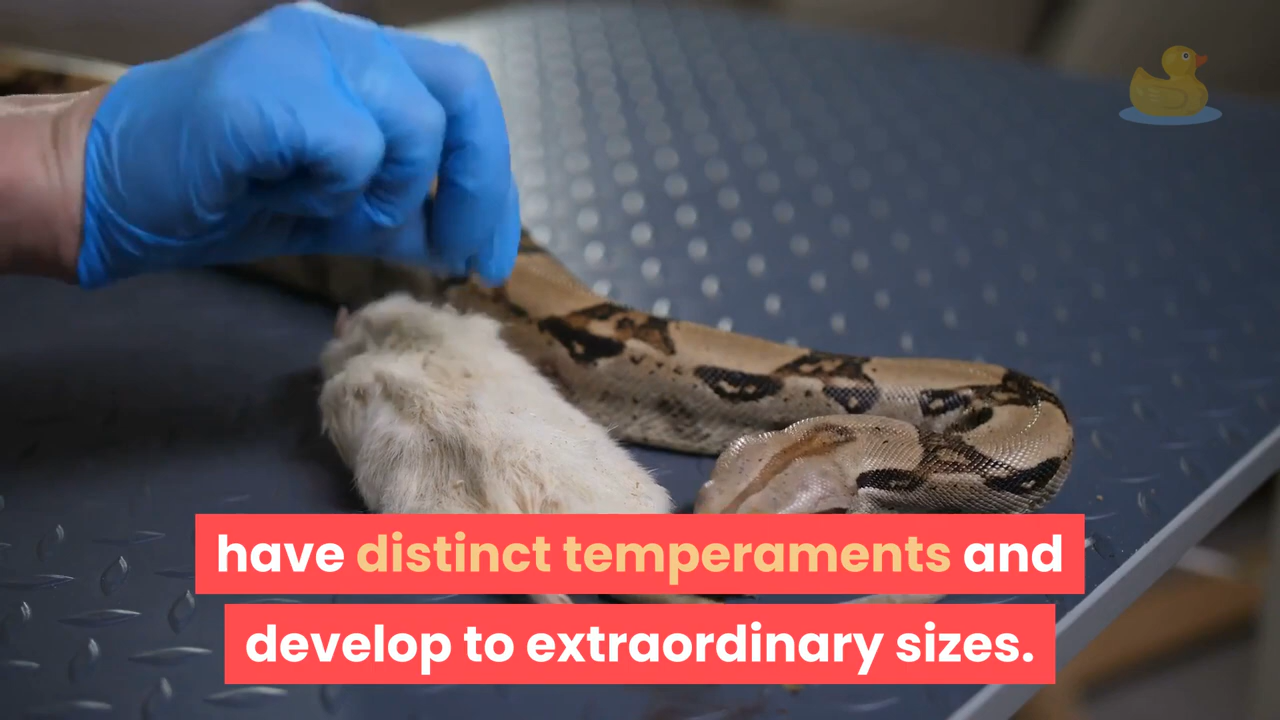 have distinct temperaments and
develop to extraordinary sizes.